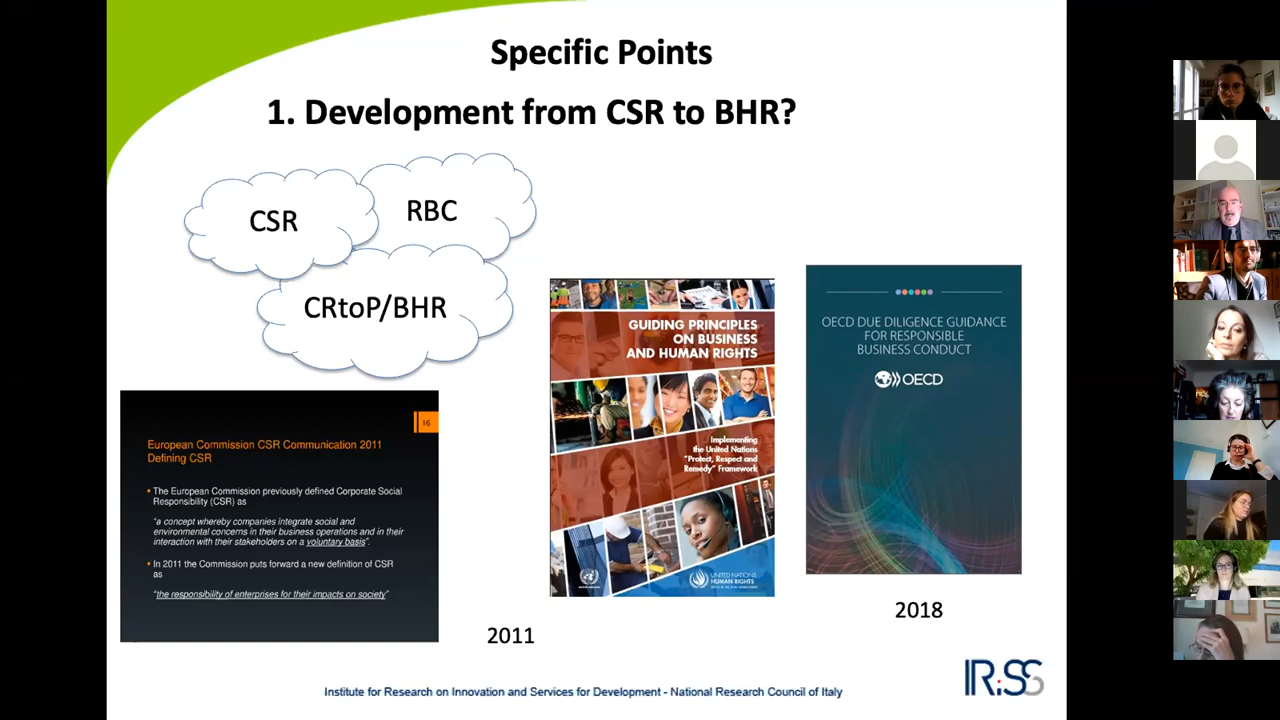 Specific Points
1. Development from CSR to BHR?
CSR
RBC
CRtoP/BHR
16
European Commission CSR Communication 2011
Defining CSR
▪ The European Commission previously defined Corporate Social
Responsibility (CSR) as
"a concept whereby companies integrate social and
environmental concerns in their business operations and in their
interaction with their stakeholders on a voluntary basis".
▪ In 2011 the Commission puts forward a new definition of CSR
as
"the responsibility of enterprises for their impacts on society"
GUIDING PRINCIPLES
ON BUSINESS
AND HUMAN RIGHTS
Implementing
the United Nations
"Protect, Respect and
Remedy" Framework
UNITED NATIONS
HUMAN RIGHTS
2011
OECD DUE DILIGENCE GUIDANCE
FOR RESPONSIBLE
BUSINESS CONDUCT
OECD
2018
Institute for Research on Innovation and Services for Development - National Research Council of Italy
IRiSS